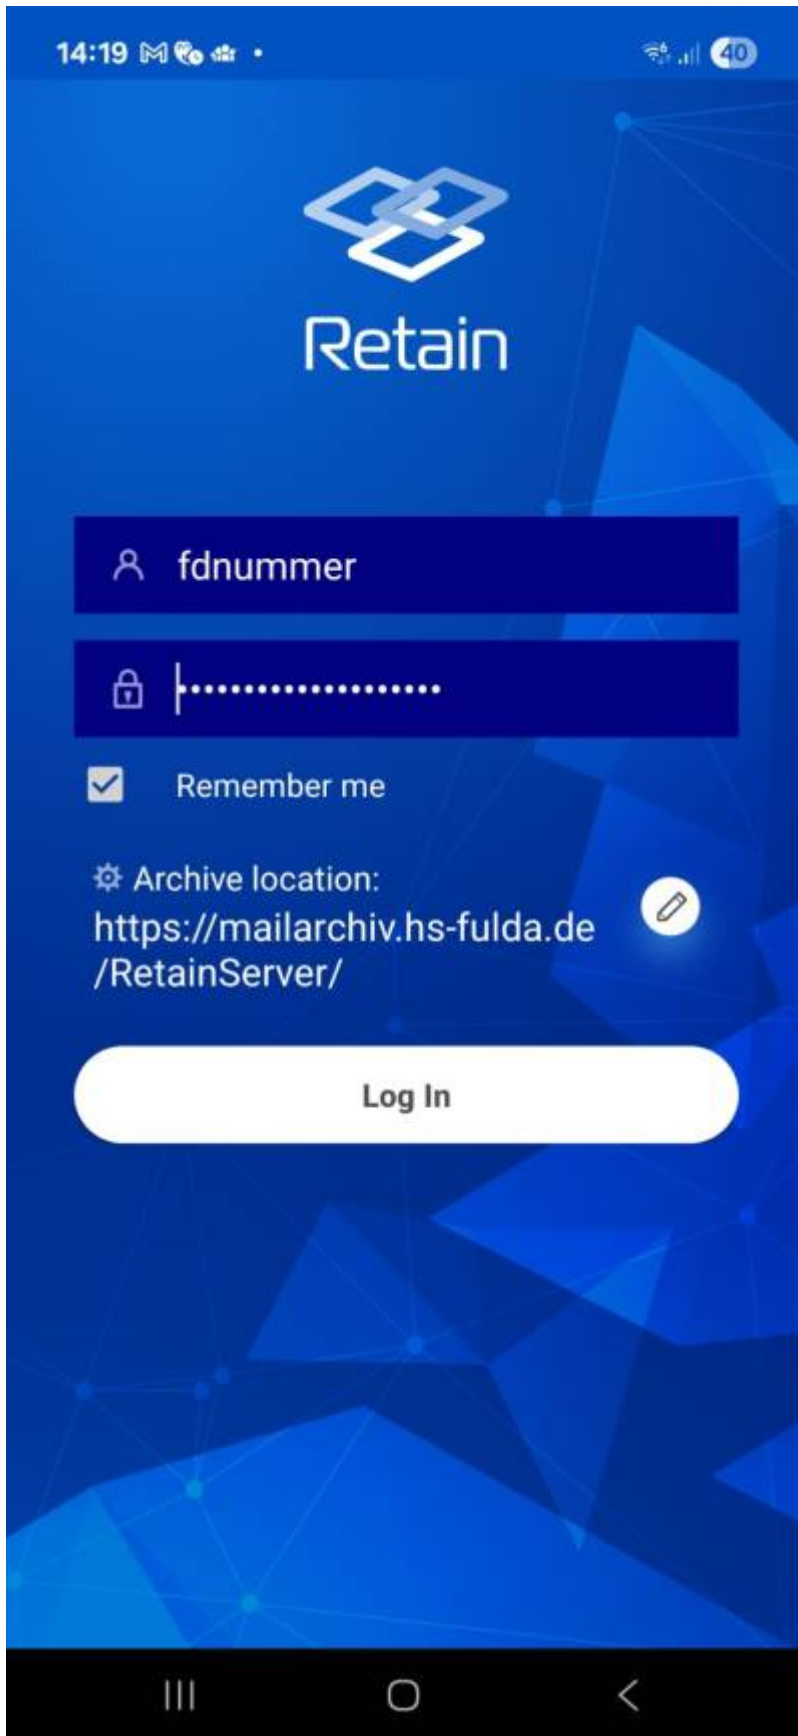 14:19
40
Retain
fdnummer
Remember me
Archive location:
https://mailarchiv.hs-fulda.de
/RetainServer/
Log In